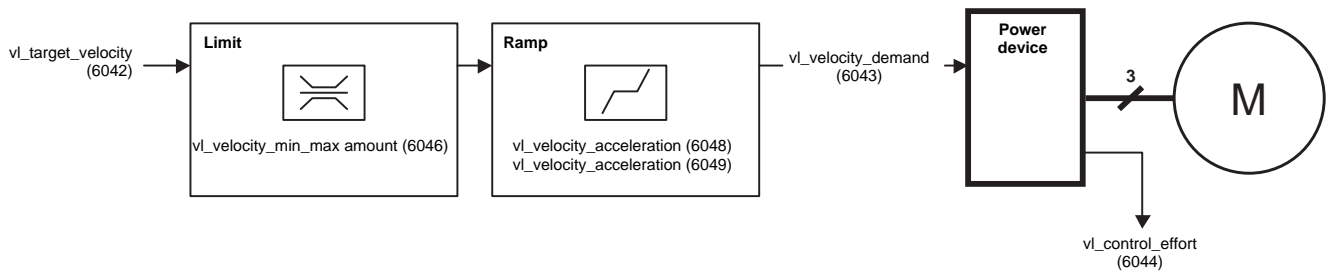 vl_target_velocity
(6042)
Limit
vl_velocity_min_max amount (6046)
Ramp
vl_velocity_acceleration (6048)
vl_velocity_acceleration (6049)
vl_velocity_demand
(6043)
Power
device
3
M
vl_control_effort
(6044)